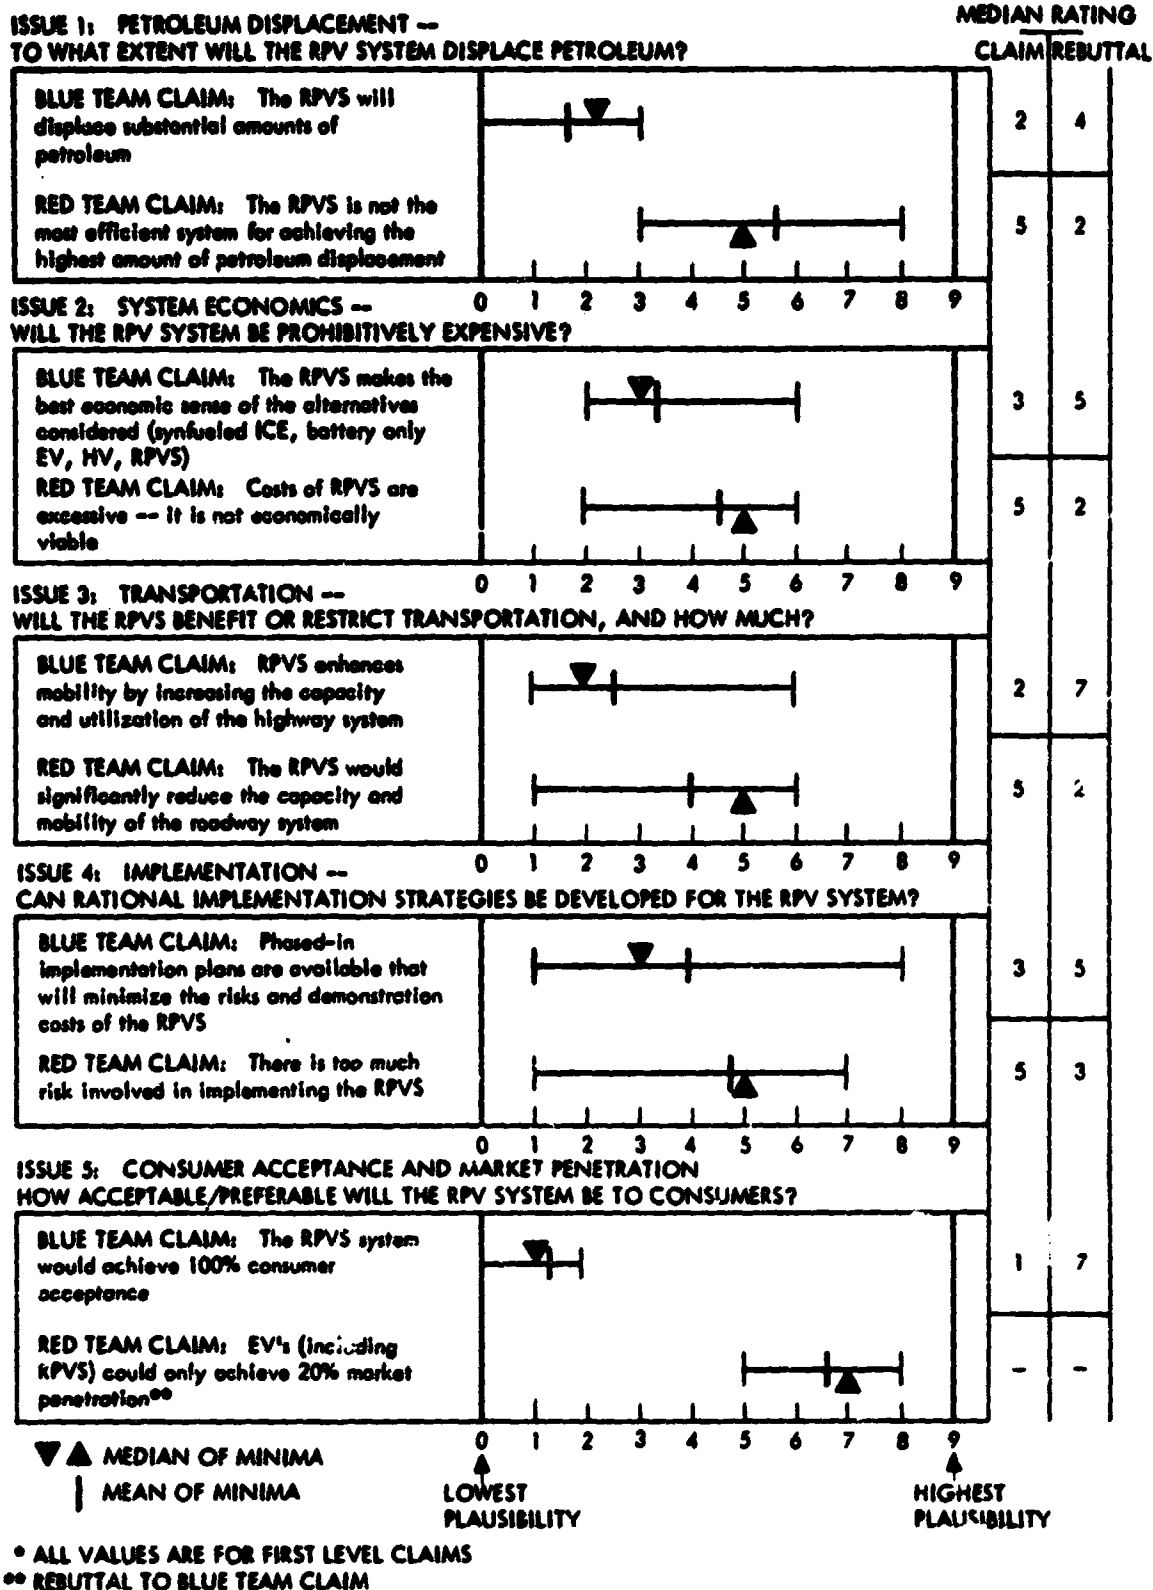 ISSUE 1: PETROLEUM DISPLACEMENT --
TO WHAT EXTENT WILL THE RPV SYSTEM DISPLACE PETROLEUM?
MEDIAN RATING
CLAIM REBUTTAL
BLUE TEAM CLAIM: The RPVS will
displace substantial amounts of
petroleum
2 4
RED TEAM CLAIM: The RPVS is not the
most efficient system for achieving the
highest amount of petroleum displacement
5 2
0 1 2 3 4 5 6 7 8 9
ISSUE 2: SYSTEM ECONOMICS --
WILL THE RPV SYSTEM BE PROHIBITIVELY EXPENSIVE?
BLUE TEAM CLAIM: The RPVS makes the
best economic sense of the alternatives
considered (synfueled ICE, battery only
EV, HV, RPVS)
3 5
RED TEAM CLAIM: Costs of RPVS are
excessive -- it is not economically
viable
5 2
0 1 2 3 4 5 6 7 8 9
ISSUE 3: TRANSPORTATION --
WILL THE RPVS BENEFIT OR RESTRICT TRANSPORTATION, AND HOW MUCH?
BLUE TEAM CLAIM: RPVS enhances
mobility by increasing the capacity
and utilization of the highway system
2 7
RED TEAM CLAIM: The RPVS would
significantly reduce the capacity and
mobility of the roadway system
5 2
0 1 2 3 4 5 6 7 8 9
ISSUE 4: IMPLEMENTATION --
CAN RATIONAL IMPLEMENTATION STRATEGIES BE DEVELOPED FOR THE RPV SYSTEM?
BLUE TEAM CLAIM: Phased-in
implementation plans are available that
will minimize the risks and demonstration
costs of the RPVS
3 5
RED TEAM CLAIM: There is too much
risk involved in implementing the RPVS
5 3
0 1 2 3 4 5 6 7 8 9
ISSUE 5: CONSUMER ACCEPTANCE AND MARKET PENETRATION
HOW ACCEPTABLE/PREFERABLE WILL THE RPV SYSTEM BE TO CONSUMERS?
BLUE TEAM CLAIM: The RPVS system
would achieve 100% consumer
acceptance
1 7
RED TEAM CLAIM: EV's (including
RPVS) could only achieve 20% market
penetration**
- -
0 1 2 3 4 5 6 7 8 9
▼▲ MEDIAN OF MINIMA
| MEAN OF MINIMA
LOWEST
PLAUSIBILITY
HIGHEST
PLAUSIBILITY
* ALL VALUES ARE FOR FIRST LEVEL CLAIMS
** REBUTTAL TO BLUE TEAM CLAIM